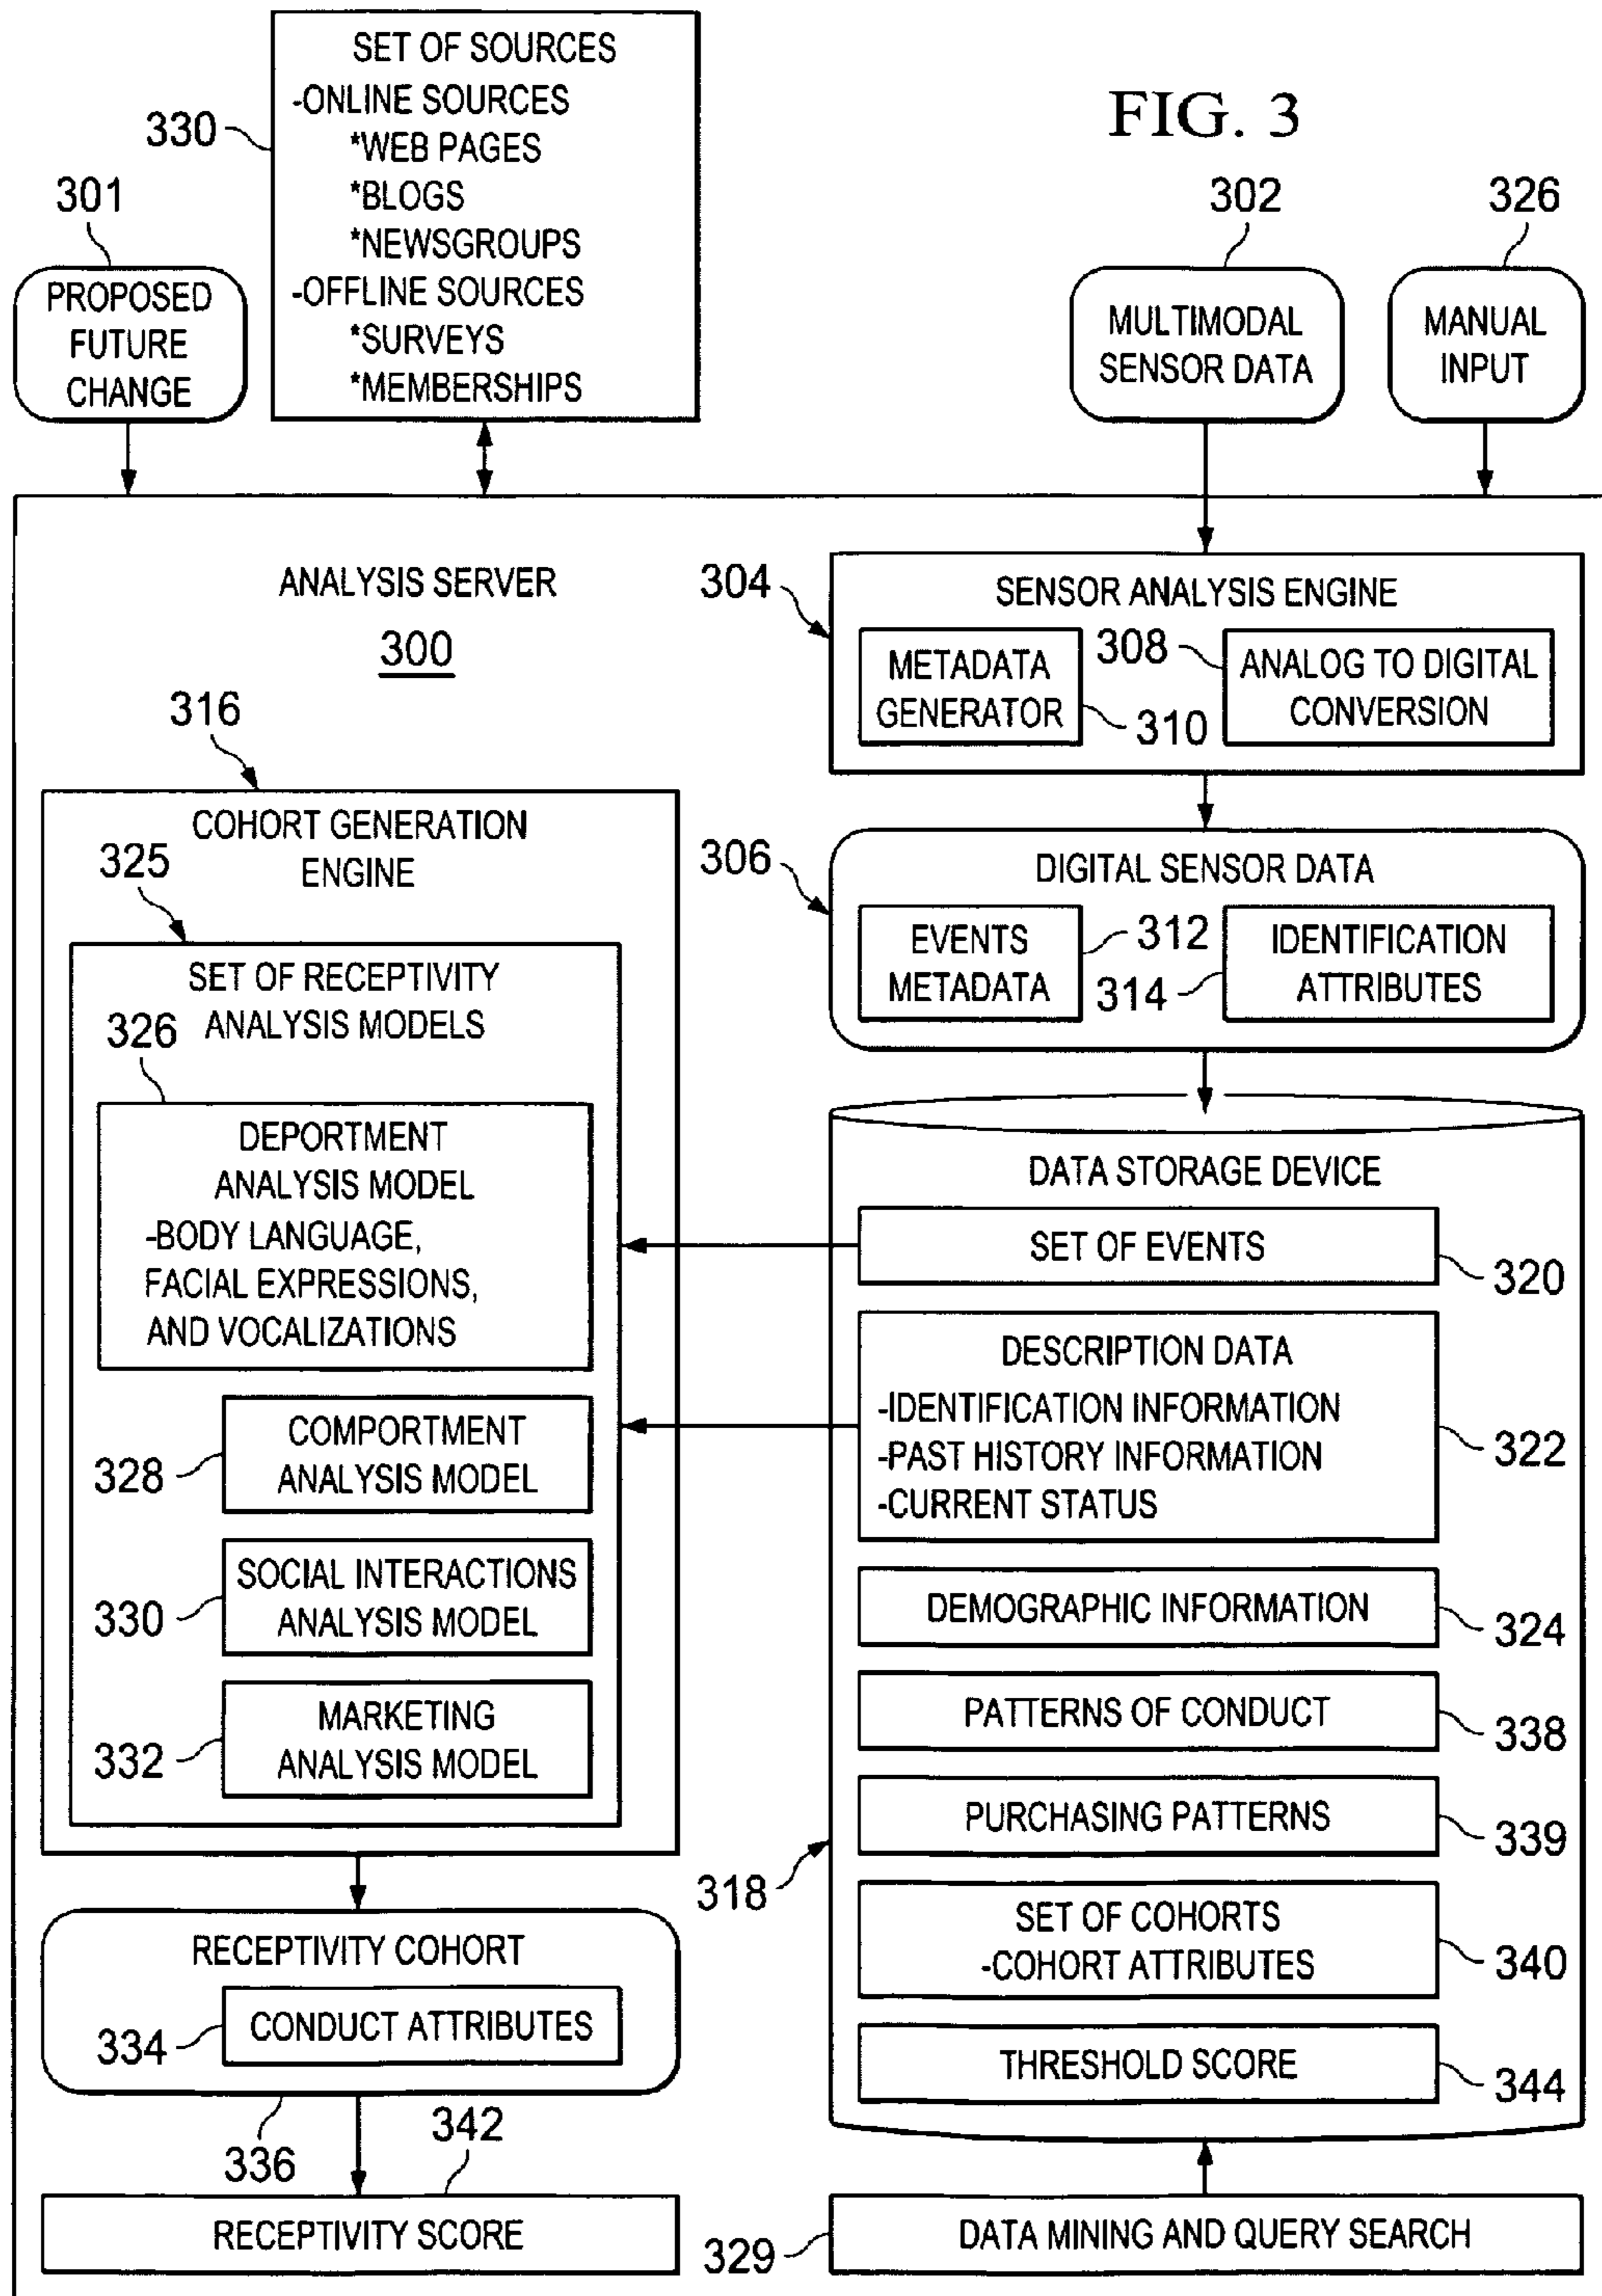 FIG. 3
SET OF SOURCES
-ONLINE SOURCES
*WEB PAGES
*BLOGS
*NEWSGROUPS
-OFFLINE SOURCES
*SURVEYS
*MEMBERSHIPS
330
301
PROPOSED
FUTURE
CHANGE
302
MULTIMODAL
SENSOR DATA
326
MANUAL
INPUT
ANALYSIS SERVER
300
304
SENSOR ANALYSIS ENGINE
METADATA
GENERATOR
310
308
ANALOG TO DIGITAL
CONVERSION
316
COHORT GENERATION
ENGINE
325
SET OF RECEPTIVITY
ANALYSIS MODELS
326
DEPORTMENT
ANALYSIS MODEL
-BODY LANGUAGE,
FACIAL EXPRESSIONS,
AND VOCALIZATIONS
COMPORTMENT
ANALYSIS MODEL
328
SOCIAL INTERACTIONS
ANALYSIS MODEL
330
MARKETING
ANALYSIS MODEL
332
306
DIGITAL SENSOR DATA
EVENTS
METADATA
312
314
IDENTIFICATION
ATTRIBUTES
DATA STORAGE DEVICE
SET OF EVENTS
320
DESCRIPTION DATA
-IDENTIFICATION INFORMATION
-PAST HISTORY INFORMATION
-CURRENT STATUS
322
DEMOGRAPHIC INFORMATION
324
PATTERNS OF CONDUCT
338
PURCHASING PATTERNS
339
318
SET OF COHORTS
-COHORT ATTRIBUTES
340
THRESHOLD SCORE
344
RECEPTIVITY COHORT
334
CONDUCT ATTRIBUTES
336
342
RECEPTIVITY SCORE
329
DATA MINING AND QUERY SEARCH